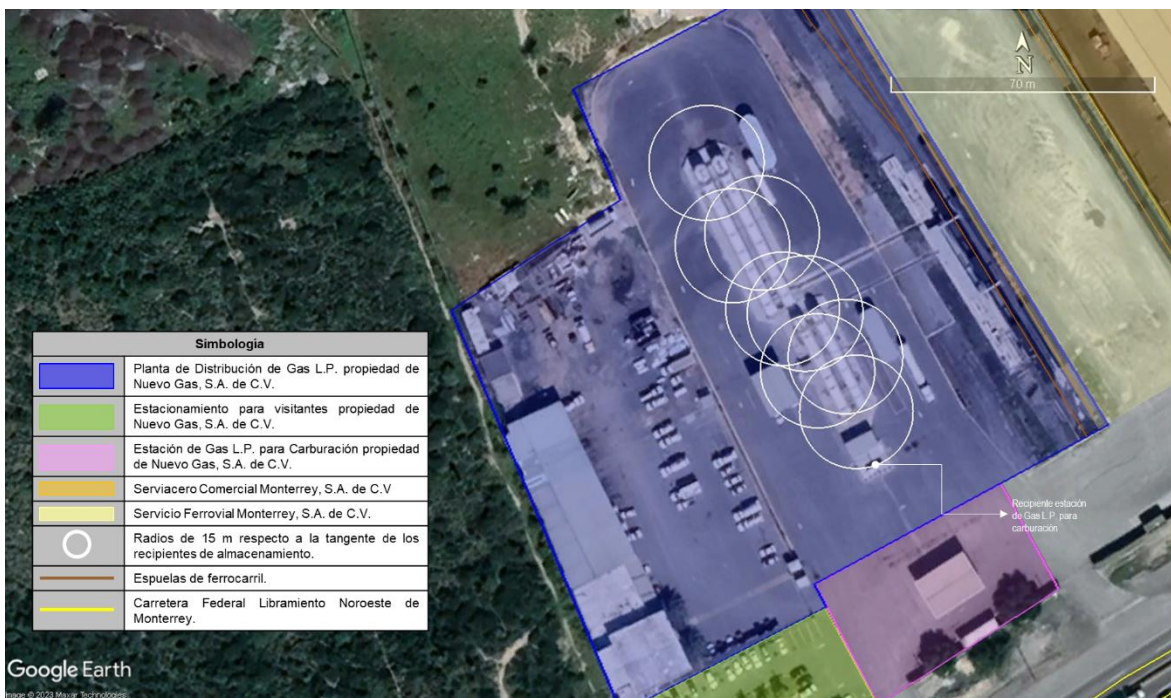 N
70 m
Simbología
Planta de Distribución de Gas L.P. propiedad de
Nuevo Gas, S.A. de C.V.
Estacionamiento para visitantes propiedad de
Nuevo Gas, S.A. de C.V.
Estación de Gas L.P. para Carburación propiedad
de Nuevo Gas, S.A. de C.V.
Serviacero Comercial Monterrey, S.A. de C.V
Servicio Ferrovial Monterrey, S.A. de C.V.
Radios de 15 m respecto a la tangente de los
recipientes de almacenamiento.
Espuelas de ferrocarril.
Carretera Federal Libramiento Noroeste de
Monterrey.
Recipiente estación
de Gas L.P. para
carburación
Google Earth
Image © 2023 Maxar Technologies